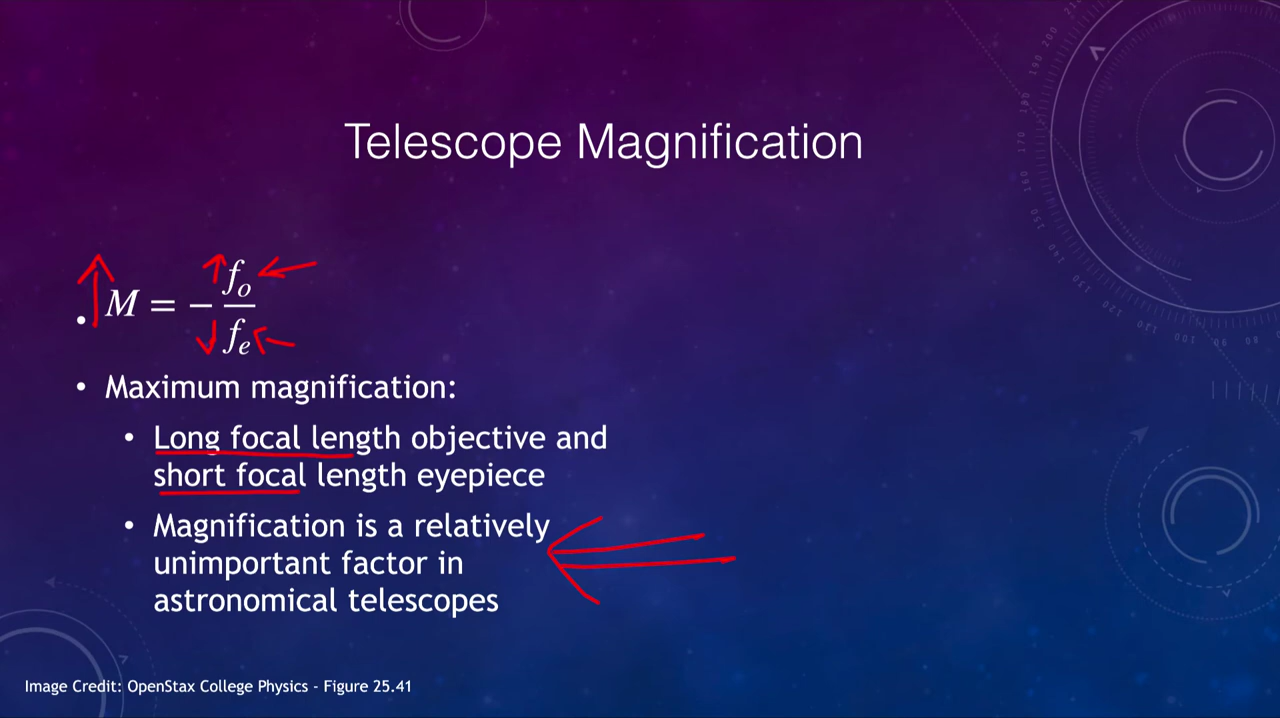 Telescope Magnification
• M = − fₒ / fₑ
• Maximum magnification:
• Long focal length objective and
short focal length eyepiece
• Magnification is a relatively
unimportant factor in
astronomical telescopes
Image Credit: OpenStax College Physics - Figure 25.41